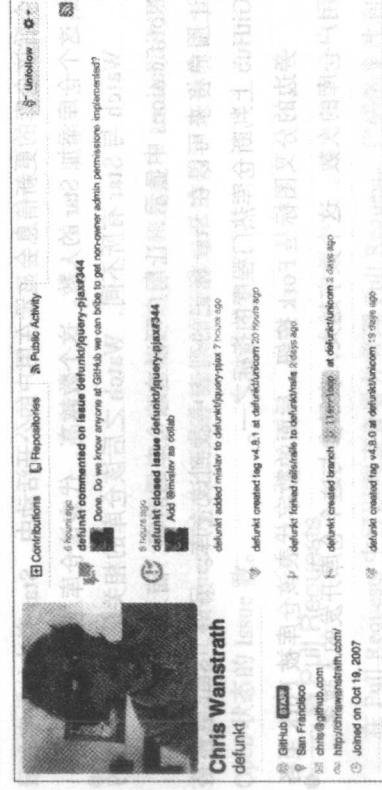 Contributions Repositories Public Activity Unfollow
6 hours ago
defunkt commented on issue defunkt/jquery-pjax#344
Done. Do we know anyone at GitHub we can bribe to get non-owner admin permissions implemented?
defunkt closed issue defunkt/jquery-pjax#344
Add @mislav as collab
defunkt added mislav to defunkt/jquery-pjax 7 hours ago
defunkt created tag v4.8.1 at defunkt/unicorn 20 hours ago
defunkt forked rails/rails to defunkt/rails 2 days ago
defunkt created branch at defunkt/unicorn 2 days ago
defunkt created tag v4.8.0 at defunkt/unicorn 19 days ago
Chris Wanstrath
defunkt
GitHub STAFF
San Francisco
chris@github.com
http://chriswanstrath.com/
Joined on Oct 19, 2007